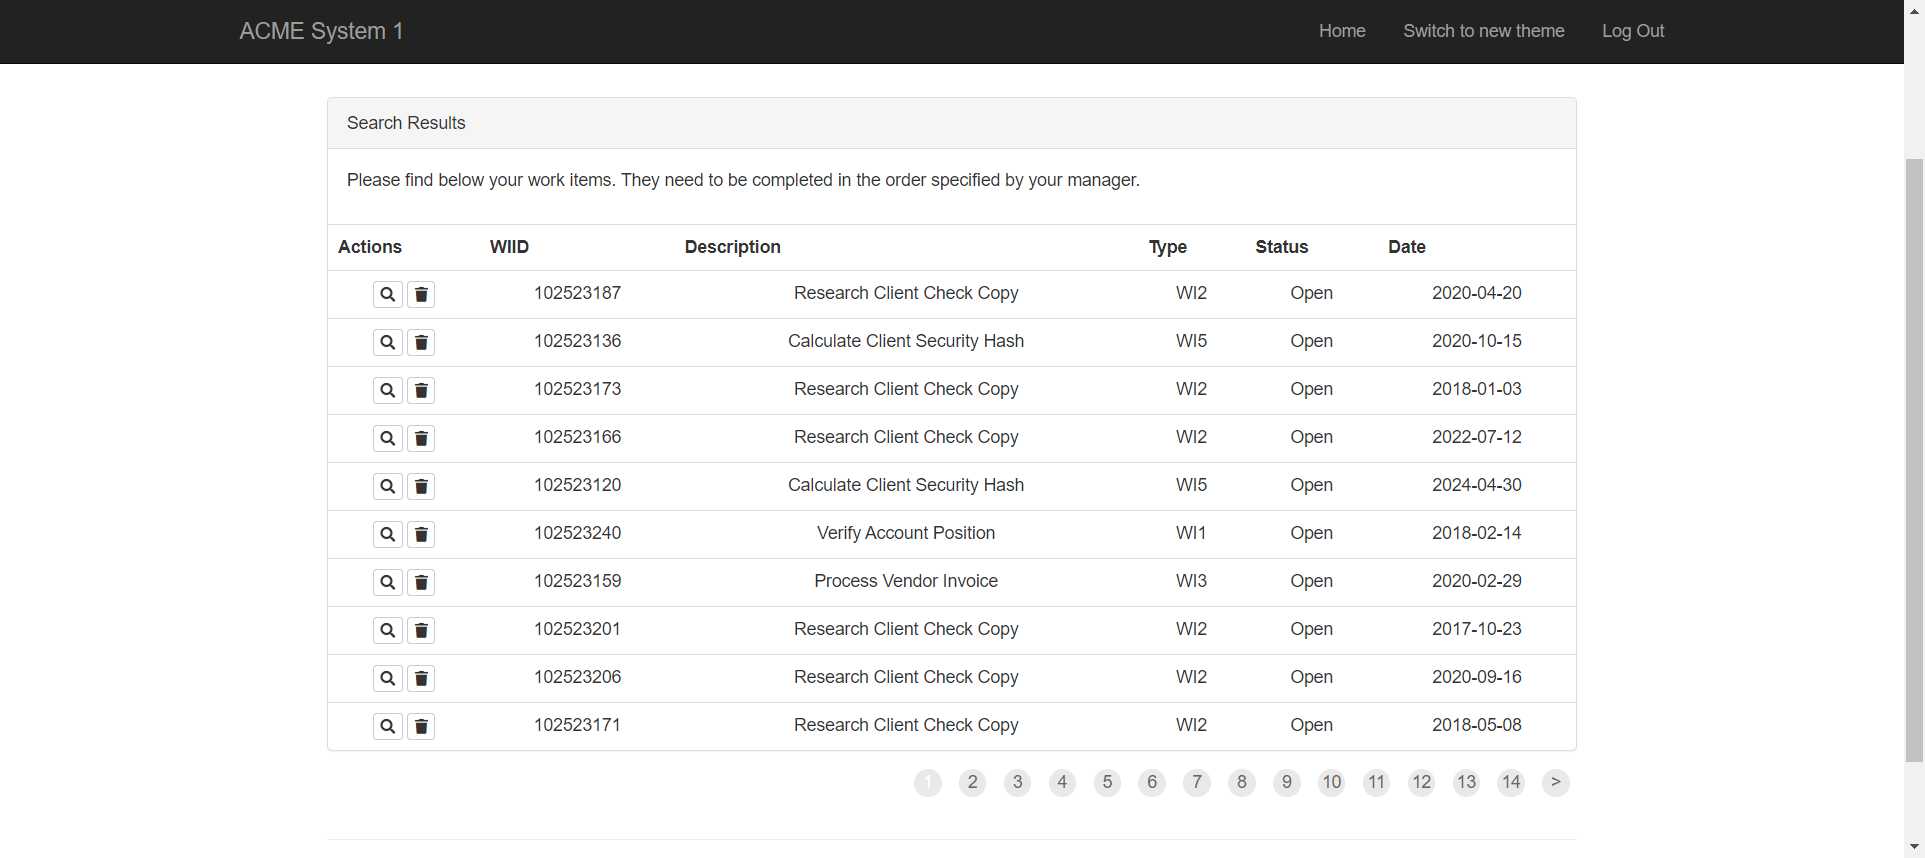 ACME System 1 Home Switch to new theme Log Out
Search Results
Please find below your work items. They need to be completed in the order specified by your manager.
Actions WIID Description Type Status Date
102523187 Research Client Check Copy WI2 Open 2020-04-20
102523136 Calculate Client Security Hash WI5 Open 2020-10-15
102523173 Research Client Check Copy WI2 Open 2018-01-03
102523166 Research Client Check Copy WI2 Open 2022-07-12
102523120 Calculate Client Security Hash WI5 Open 2024-04-30
102523240 Verify Account Position WI1 Open 2018-02-14
102523159 Process Vendor Invoice WI3 Open 2020-02-29
102523201 Research Client Check Copy WI2 Open 2017-10-23
102523206 Research Client Check Copy WI2 Open 2020-09-16
102523171 Research Client Check Copy WI2 Open 2018-05-08
1 2 3 4 5 6 7 8 9 10 11 12 13 14 >